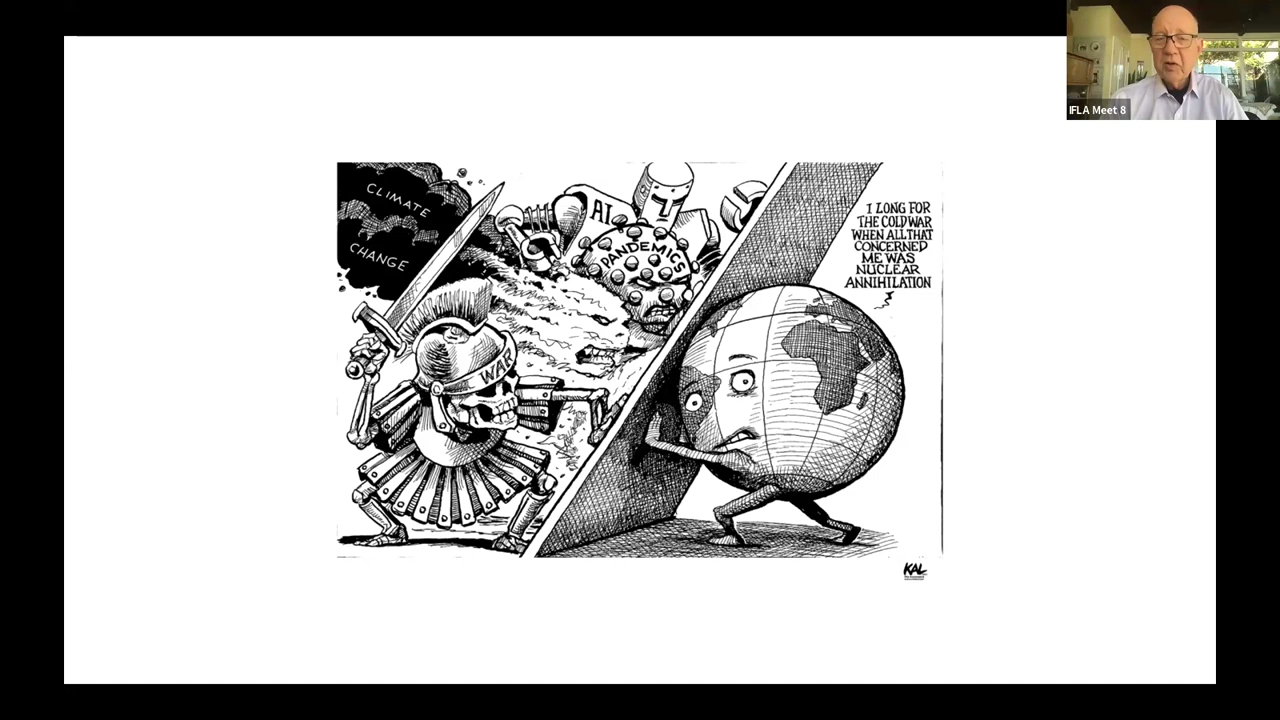 IFLA Meet 8
CLIMATE
CHANGE
AI
PANDEMICS
WAR
I LONG FOR
THE COLD WAR
WHEN ALL THAT
CONCERNED
ME WAS
NUCLEAR
ANNIHILATION
KAL